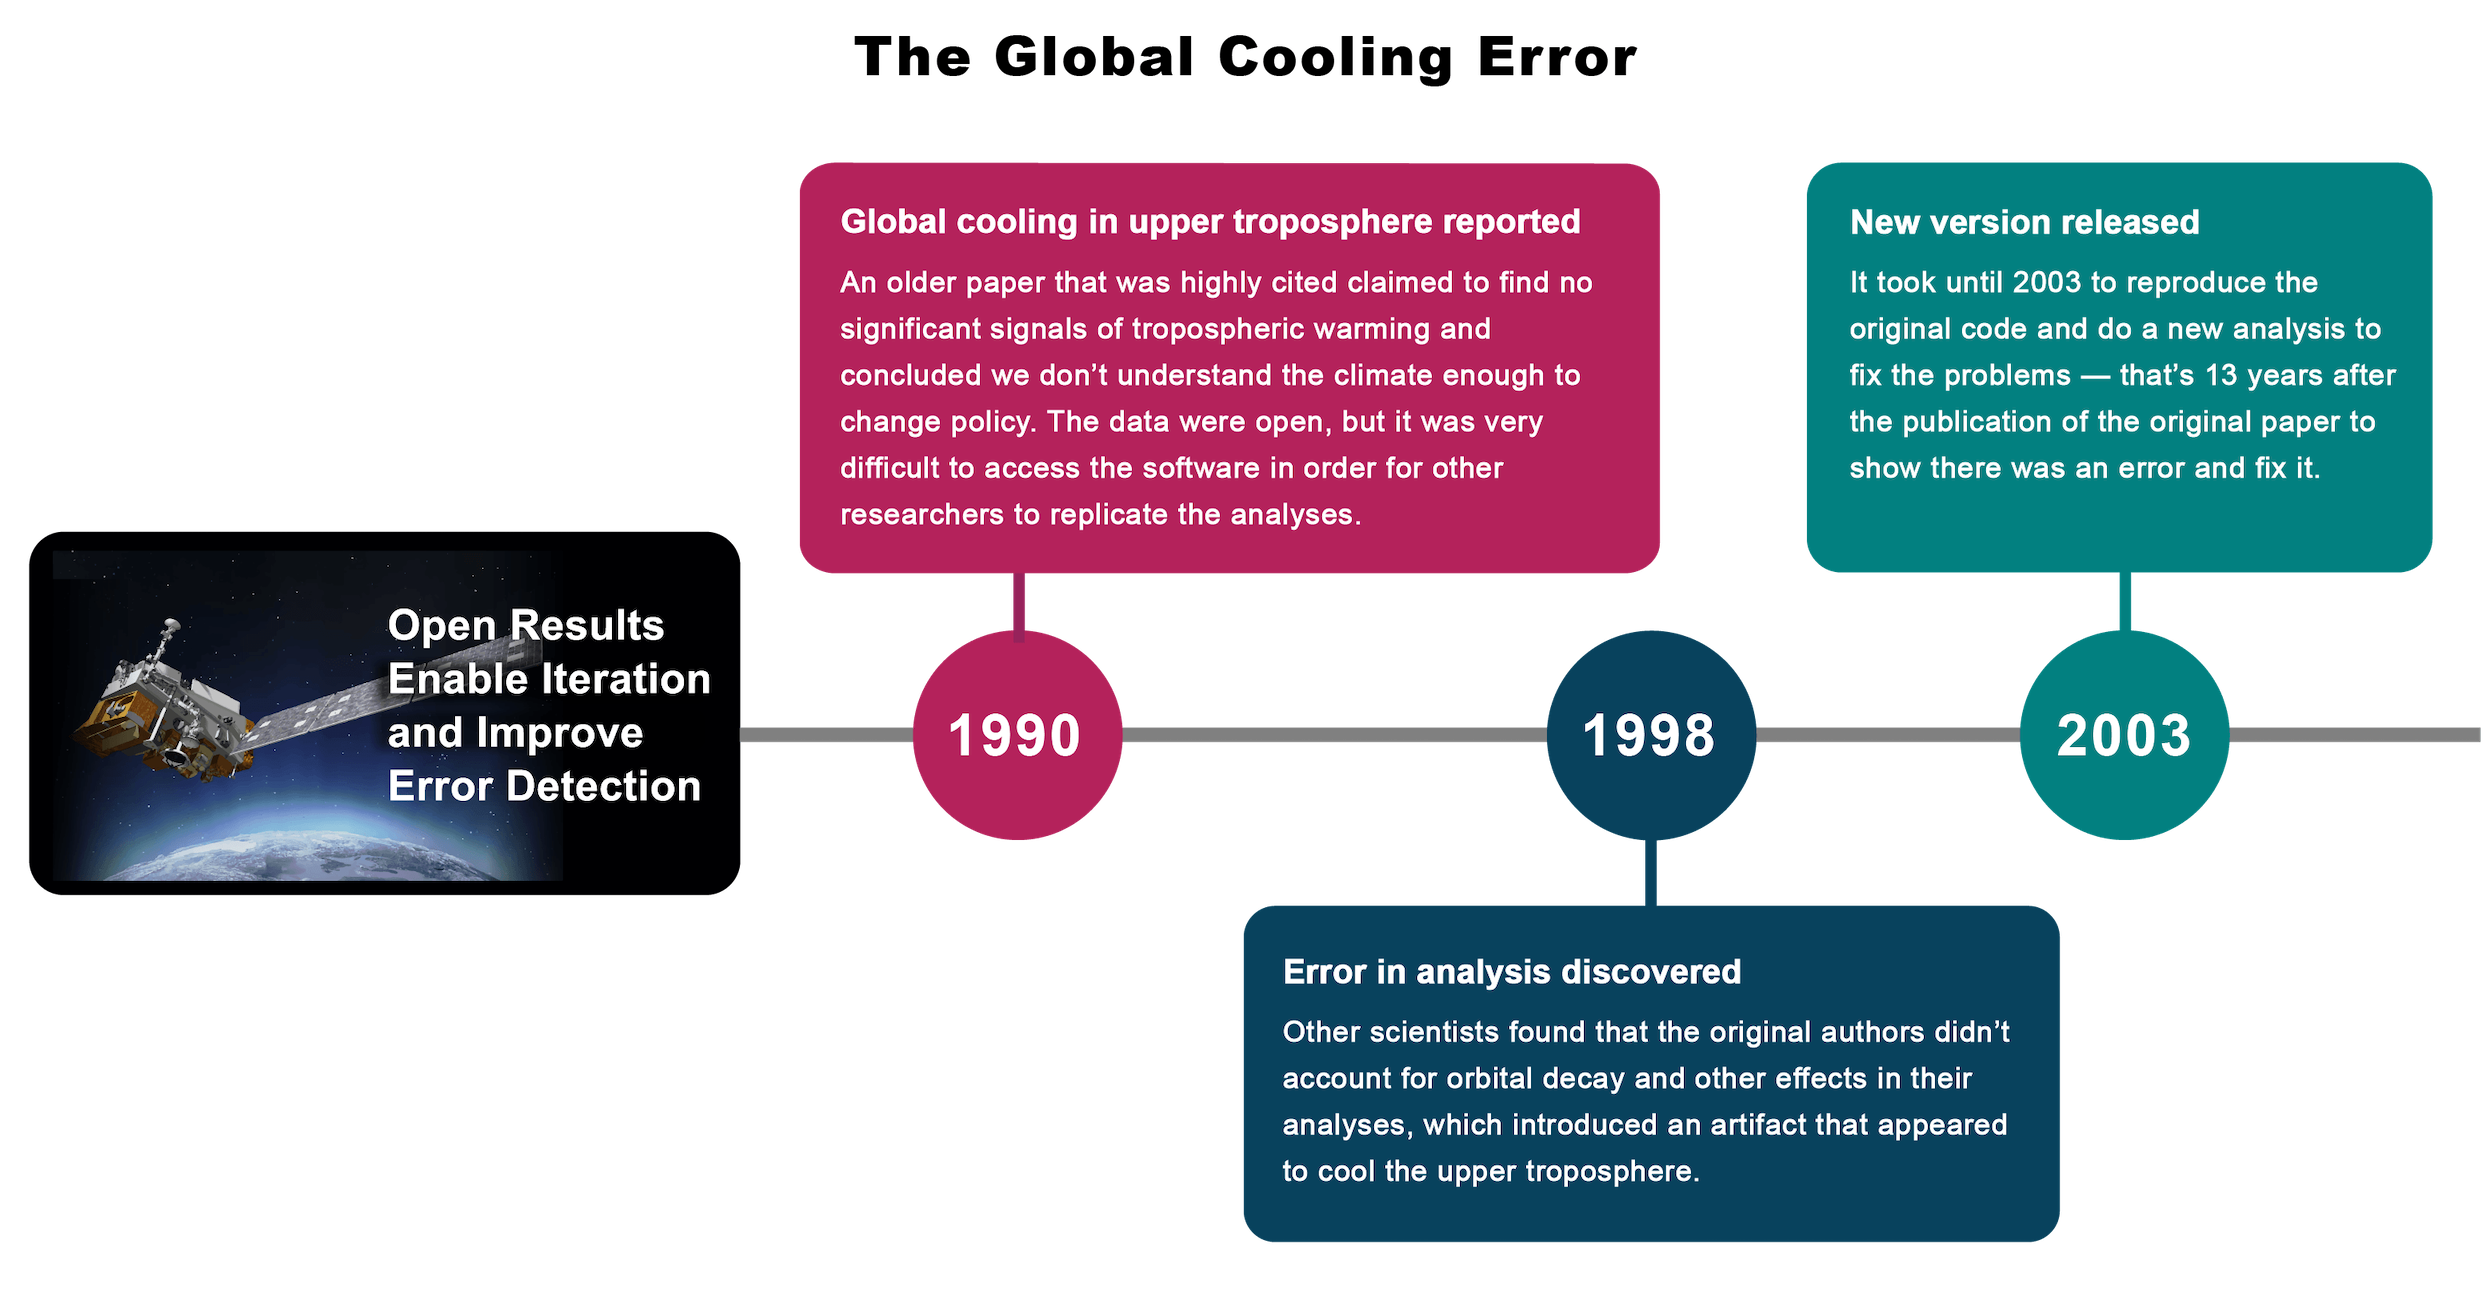 The Global Cooling Error
Open Results
Enable Iteration
and Improve
Error Detection
Global cooling in upper troposphere reported
An older paper that was highly cited claimed to find no
significant signals of tropospheric warming and
concluded we don’t understand the climate enough to
change policy. The data were open, but it was very
difficult to access the software in order for other
researchers to replicate the analyses.
1990
1998
Error in analysis discovered
Other scientists found that the original authors didn’t
account for orbital decay and other effects in their
analyses, which introduced an artifact that appeared
to cool the upper troposphere.
New version released
It took until 2003 to reproduce the
original code and do a new analysis to
fix the problems — that’s 13 years after
the publication of the original paper to
show there was an error and fix it.
2003